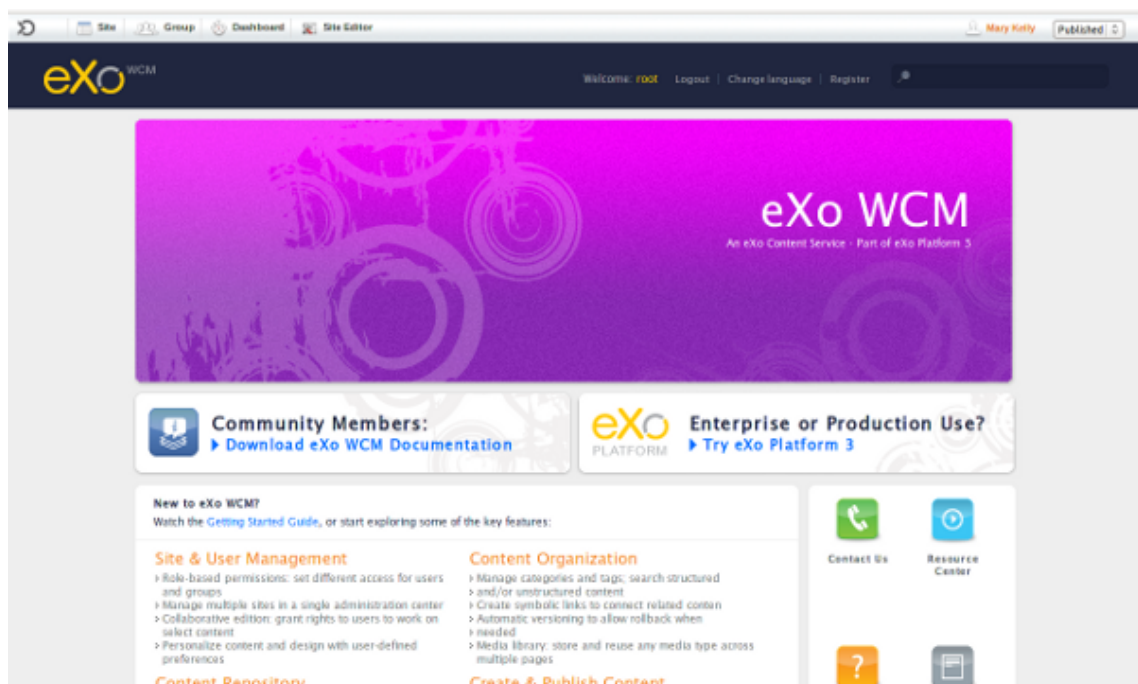 Site Group Dashboard Site Editor Mary Kelly Published
eXo WCM
Welcome: root Logout | Change language | Register
eXo WCM
An eXo Content Service - Part of eXo Platform 3
Community Members:
Download eXo WCM Documentation
eXo PLATFORM
Enterprise or Production Use?
Try eXo Platform 3
New to eXo WCM?
Watch the Getting Started Guide, or start exploring some of the key features:
Site & User Management
Role-based permissions: set different access for users
and groups
Manage multiple sites in a single administration center
Collaborative edition: grant rights to users to work on
select content
Personalize content and design with user-defined
preferences
Content Repository
Content Organization
Manage categories and tags; search structured
and/or unstructured content
Create symbolic links to connect related conten
Automatic versioning to allow rollback when
needed
Media library: store and reuse any media type across
multiple pages
Create & Publish Content
Contact Us
Resource
Center
?